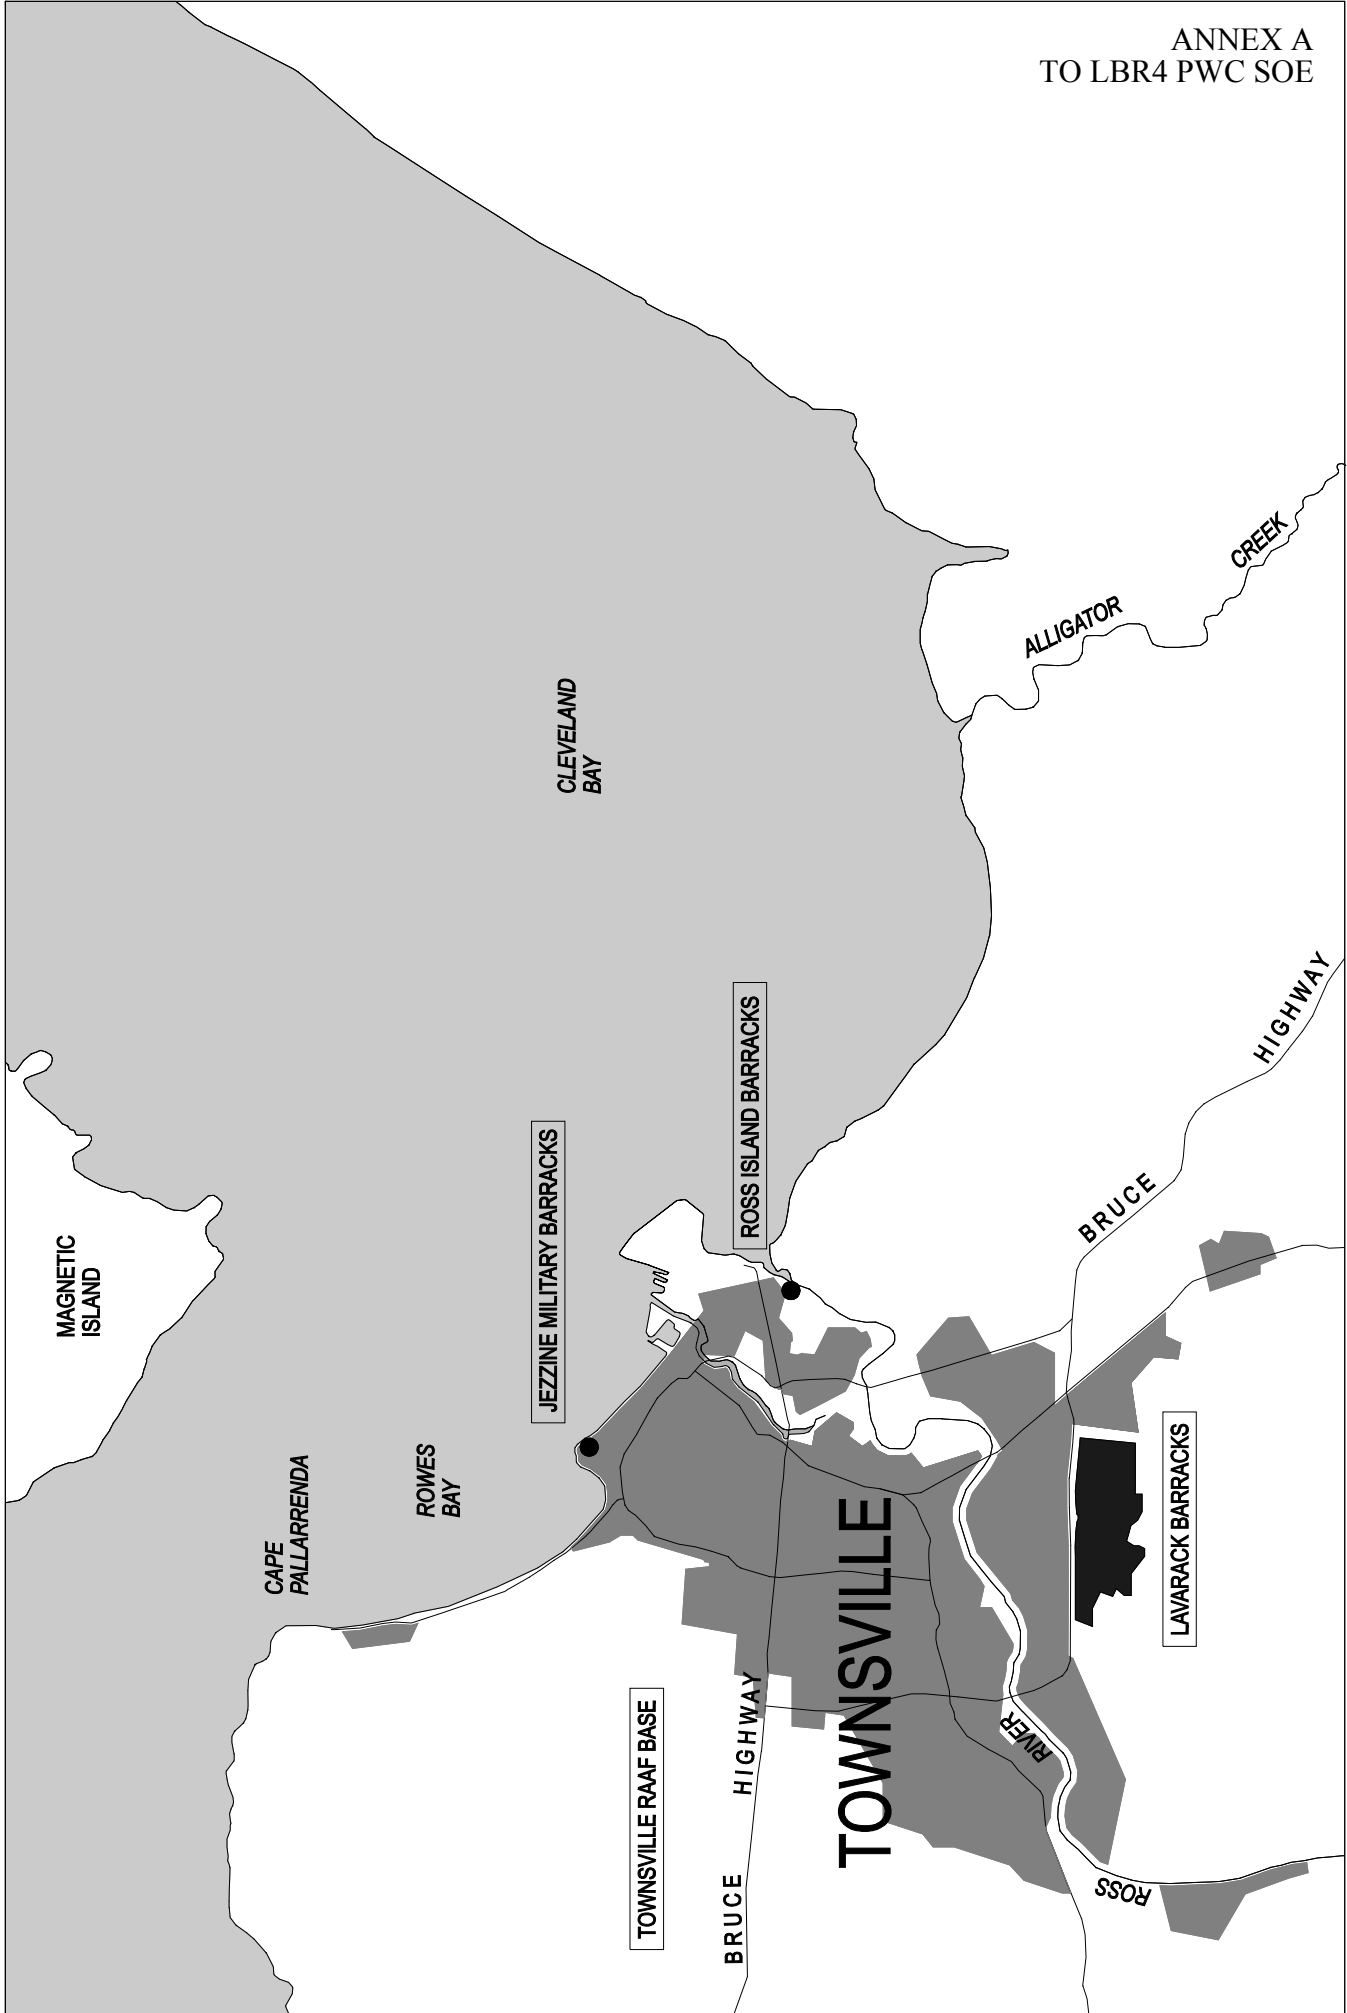 ANNEX A
TO LBR4 PWC SOE
MAGNETIC
ISLAND
CAPE
PALLARRENDA
ROWES
BAY
CLEVELAND
BAY
JEZZINE MILITARY BARRACKS
ROSS ISLAND BARRACKS
ALLIGATOR
CREEK
BRUCE
HIGHWAY
TOWNSVILLE RAAF BASE
BRUCE
HIGHWAY
TOWNSVILLE
ROSS
RIVER
LAVARACK BARRACKS